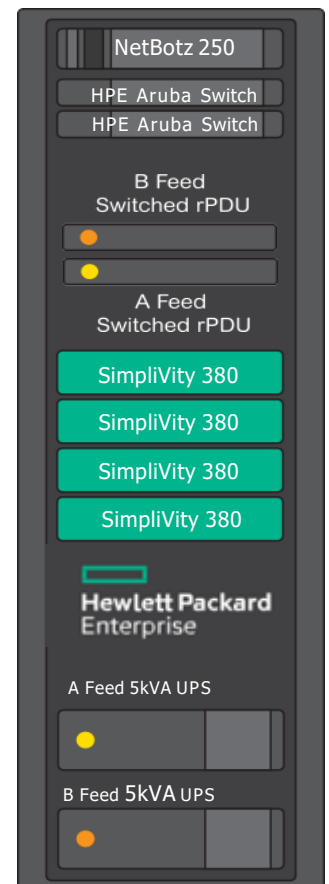 NetBotz 250
HPE Aruba Switch
HPE Aruba Switch
B Feed
Switched rPDU
A Feed
Switched rPDU
SimpliVity 380
SimpliVity 380
SimpliVity 380
SimpliVity 380
Hewlett Packard
Enterprise
A Feed 5kVA UPS
B Feed 5kVA UPS